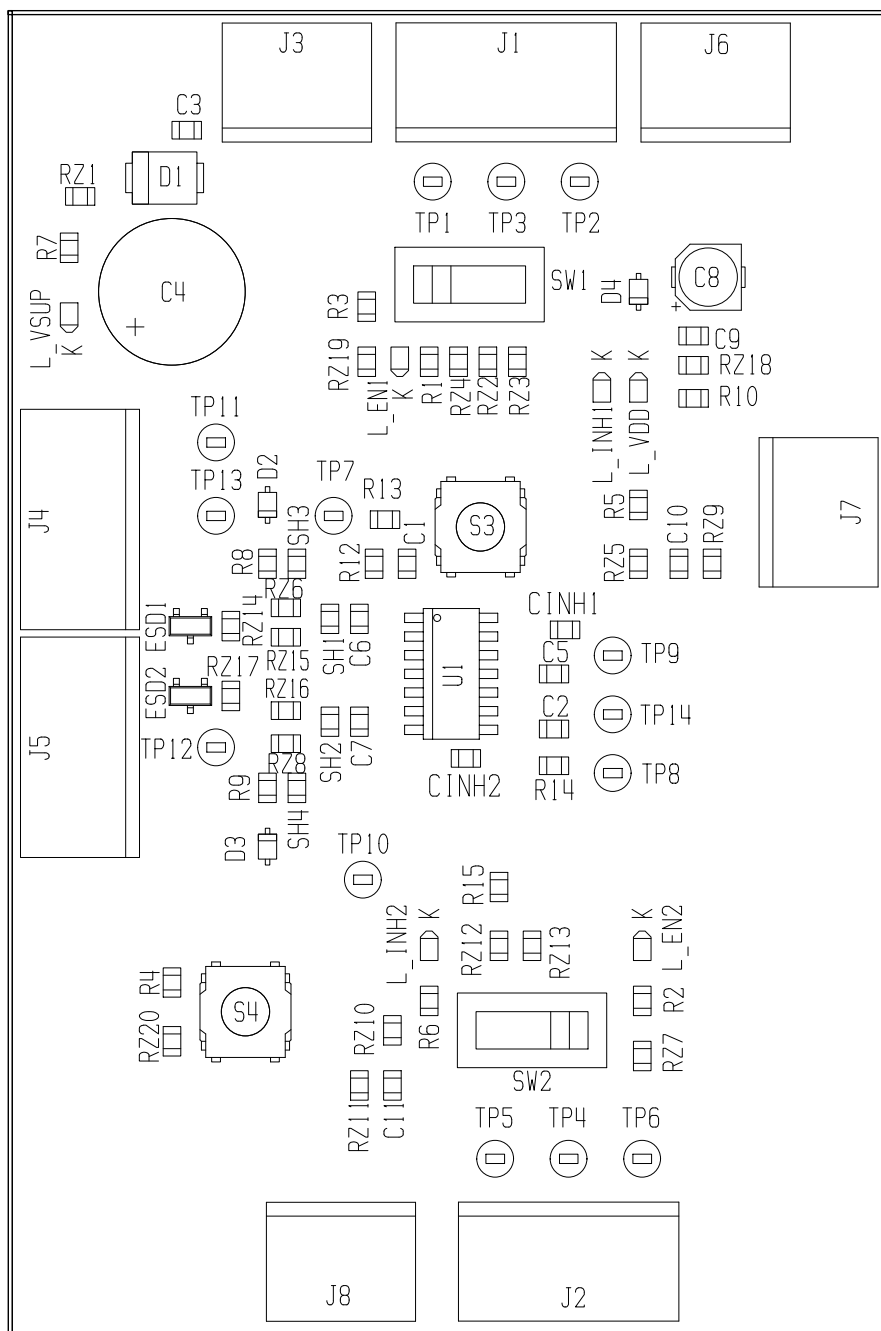 J3
J1
J6
C3
RZ1
D1
TP1
TP3
TP2
R7
C4
+
L_VSUP
K
R3
SW1
D4
C8
+
C9
RZ18
R10
RZ19
L_EN1
K
R1
RZ4
RZ2
RZ3
L_INH1
K
L_VDD
K
TP11
TP13
D2
TP7
R13
S3
J4
J7
R5
R8
SH3
R12
C1
RZ5
C10
RZ9
ESD1
RZ14
RZ6
RZ15
SH1
C6
U1
CINH1
C5
TP9
ESD2
RZ17
RZ16
RZ8
SH2
C7
C2
TP14
J5
TP12
CINH2
R14
TP8
R9
SH4
D3
TP10
R15
L_INH2
K
RZ12
RZ13
L_EN2
K
R4
S4
RZ20
R6
RZ10
SW2
R2
RZ7
RZ11
C11
TP5
TP4
TP6
J8
J2